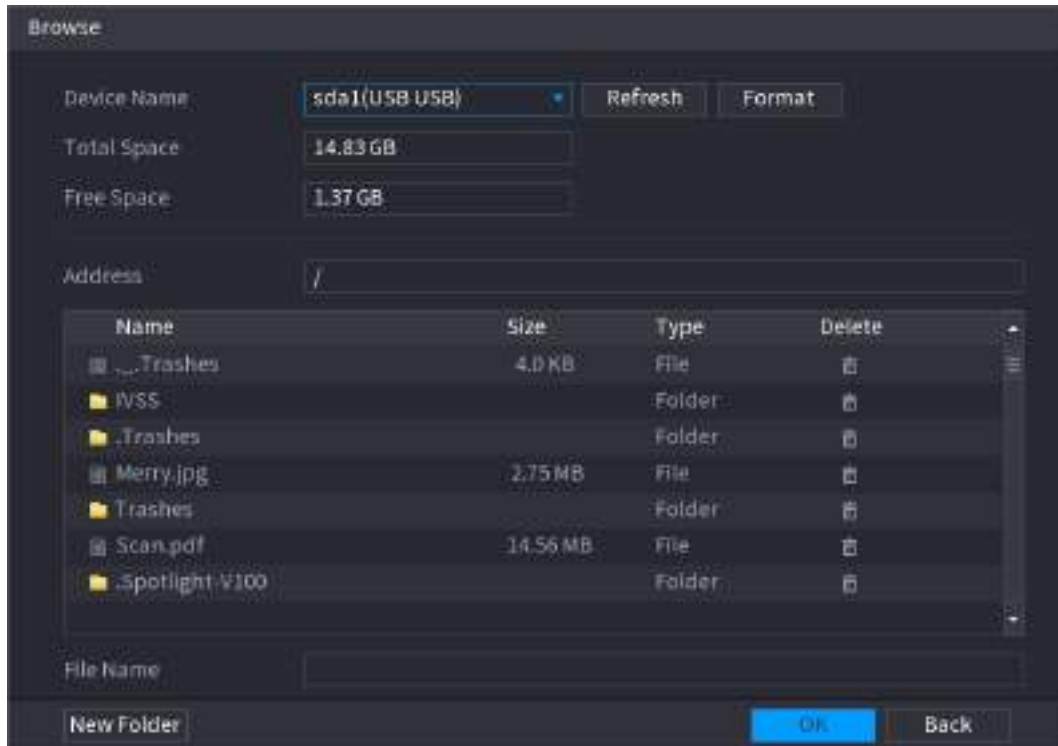 Browse
Device Name sda1(USB USB) Refresh Format
Total Space 14.83 GB
Free Space 1.37 GB
Address /
Name Size Type Delete
._.Trashes 4.0 KB File
IVSS Folder
.Trashes Folder
Merry.jpg 2.75 MB File
Trashes Folder
Scan.pdf 14.56 MB File
.Spotlight-V100 Folder
File Name
New Folder OK Back